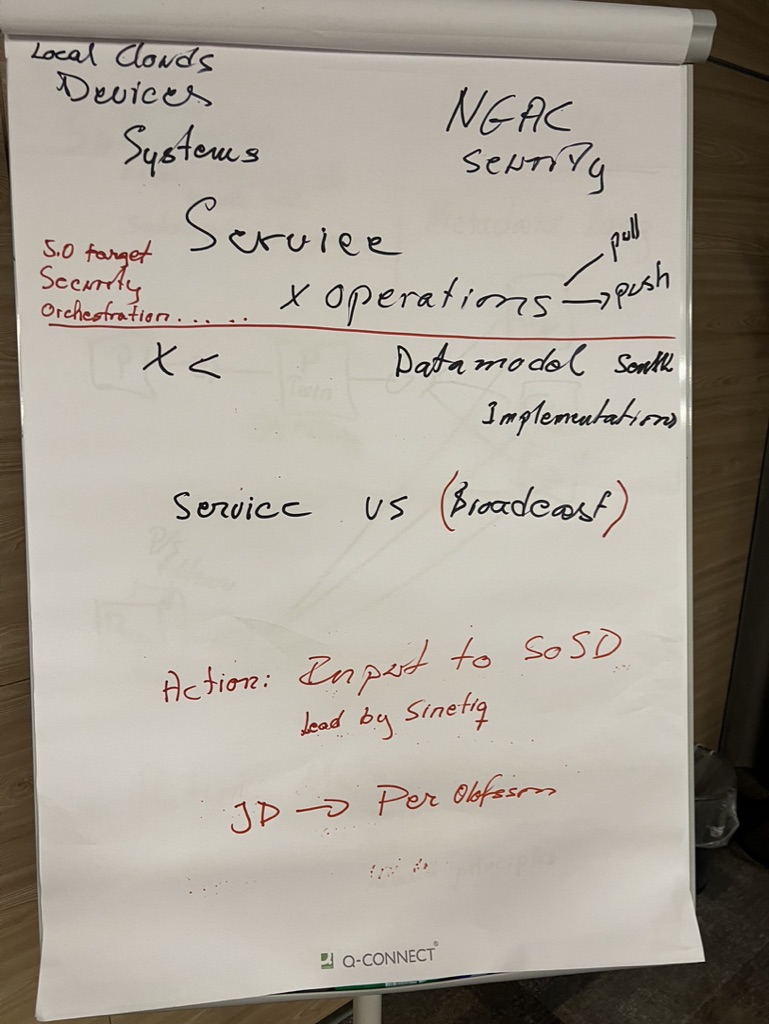 Local Clouds
Devices
Systems
NGAC
Security
Service
5.0 target
Security
Orchestration.....
x operations
pull
push
X <
Datamodel
Implementations
Service vs (Broadcast)
Action: Input to SoSD
Lead by Sinetiq
JD → Per Olofsson
Q-CONNECT®